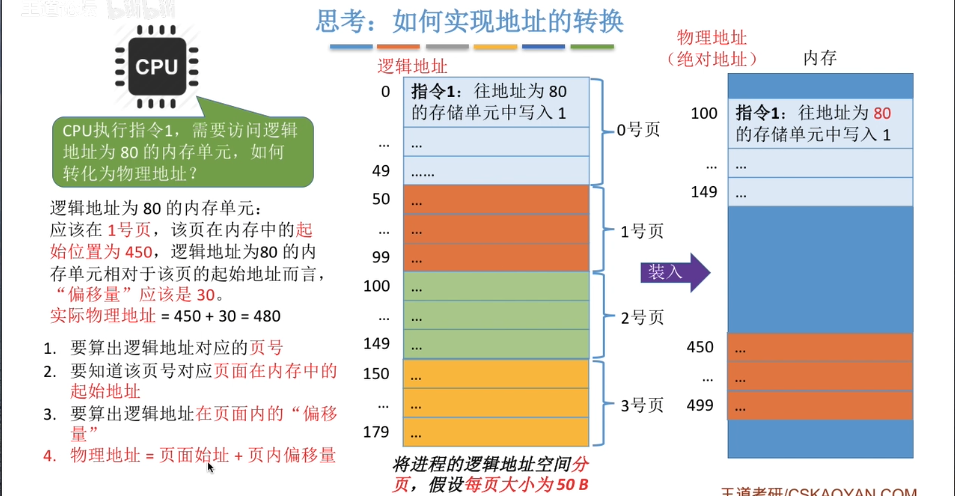 思考：如何实现地址的转换
CPU
CPU执行指令1，需要访问逻辑
地址为 80 的内存单元，如何
转化为物理地址？
逻辑地址为 80 的内存单元：
应该在 1号页，该页在内存中的起
始位置为 450，逻辑地址为80 的内
存单元相对于该页的起始地址而言，
“偏移量”应该是 30。
实际物理地址 = 450 + 30 = 480
1. 要算出逻辑地址对应的页号
2. 要知道该页号对应页面在内存中的
起始地址
3. 要算出逻辑地址在页面内的“偏移
量”
4. 物理地址 = 页面始址 + 页内偏移量
逻辑地址
0
指令1：往地址为 80
的存储单元中写入 1
... ...
49 ......
0号页
50 ...
... ...
99 ...
1号页
100 ...
... ...
149 ...
2号页
150 ...
... ...
179 ...
3号页
将进程的逻辑地址空间分
页，假设每页大小为 50 B
装入
物理地址
（绝对地址）
内存
100
指令1：往地址为 80
的存储单元中写入 1
... ...
149 ...
450 ...
... ...
499 ...
王道考研/CSKAOYAN.COM